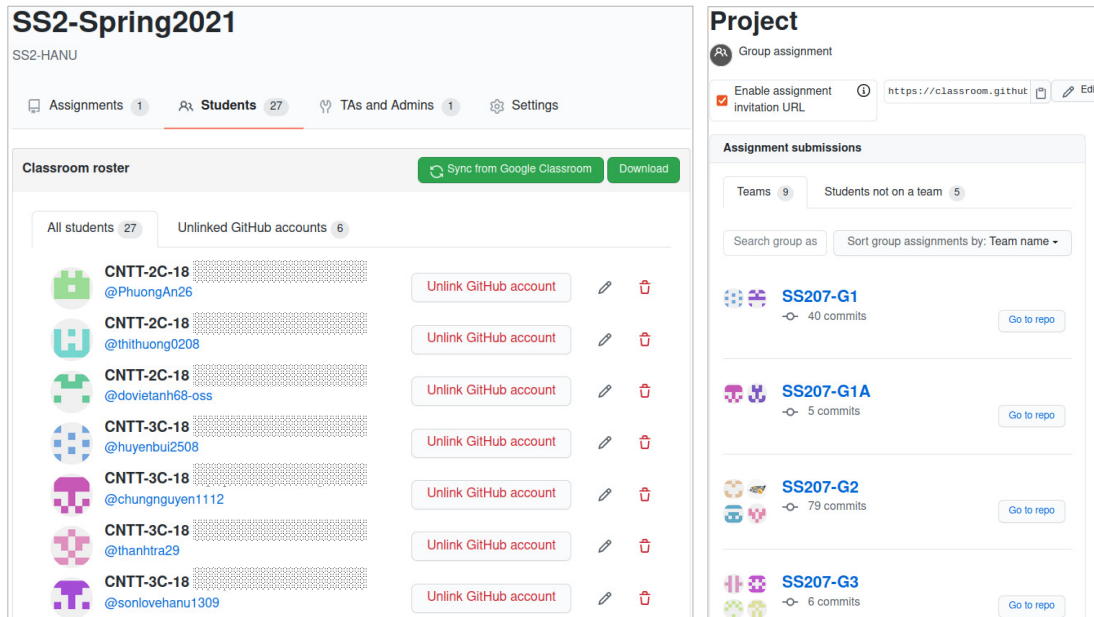 SS2-Spring2021
SS2-HANU
Assignments 1 Students 27 TAs and Admins 1 Settings
Classroom roster Sync from Google Classroom Download
All students 27 Unlinked GitHub accounts 6
CNTT-2C-18
@PhuongAn26
Unlink GitHub account
CNTT-2C-18
@thithuong0208
Unlink GitHub account
CNTT-2C-18
@dovietanh68-oss
Unlink GitHub account
CNTT-3C-18
@huyenbui2508
Unlink GitHub account
CNTT-3C-18
@chungnguyen1112
Unlink GitHub account
CNTT-3C-18
@thanhtra29
Unlink GitHub account
CNTT-3C-18
@sonlovehanu1309
Unlink GitHub account
Project
Group assignment
Enable assignment
invitation URL
https://classroom.github
Edi
Assignment submissions
Teams 9 Students not on a team 5
Search group as Sort group assignments by: Team name
SS207-G1
40 commits
Go to repo
SS207-G1A
5 commits
Go to repo
SS207-G2
79 commits
Go to repo
SS207-G3
6 commits
Go to repo